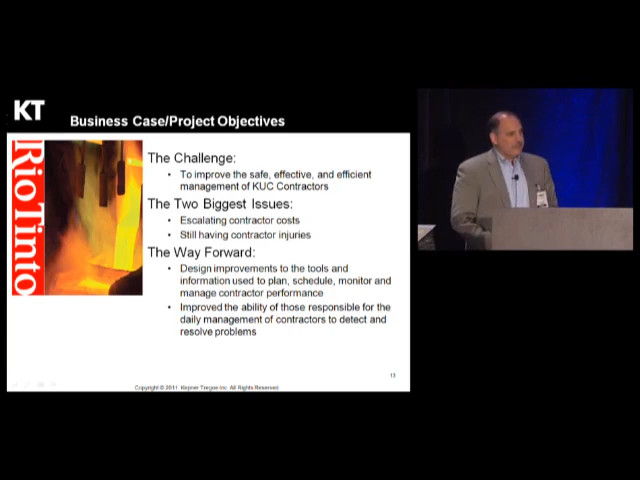 KT
Business Case/Project Objectives
RioTinto
The Challenge:
• To improve the safe, effective, and efficient
management of KUC Contractors
The Two Biggest Issues:
• Escalating contractor costs
• Still having contractor injuries
The Way Forward:
• Design improvements to the tools and
information used to plan, schedule, monitor and
manage contractor performance
• Improved the ability of those responsible for the
daily management of contractors to detect and
resolve problems
13
Copyright © 2011 Kepner Tregoe Inc. All Rights Reserved